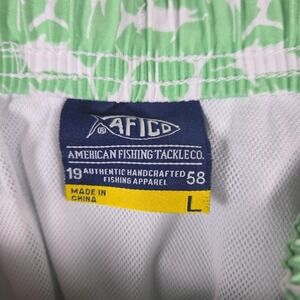 AFTCO
®
AMERICAN FISHING TACKLE CO.
19 AUTHENTIC HANDCRAFTED 58
FISHING APPAREL
MADE IN
CHINA
L